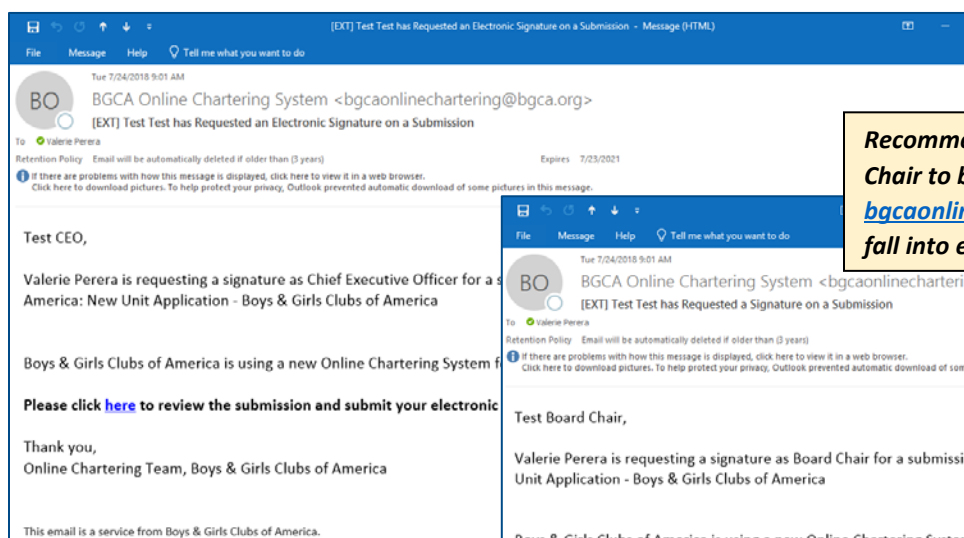 [EXT] Test Test has Requested an Electronic Signature on a Submission - Message (HTML)
File Message Help Tell me what you want to do
Tue 7/24/2018 9:01 AM
BO
BGCA Online Chartering System <bgcaonlinechartering@bgca.org>
[EXT] Test Test has Requested an Electronic Signature on a Submission
To Valerie Perera
Retention Policy Email will be automatically deleted if older than (3 years) Expires 7/23/2021
If there are problems with how this message is displayed, click here to view it in a web browser.
Click here to download pictures. To help protect your privacy, Outlook prevented automatic download of some pictures in this message.
Test CEO,
Valerie Perera is requesting a signature as Chief Executive Officer for a s
America: New Unit Application - Boys & Girls Clubs of America
Boys & Girls Clubs of America is using a new Online Chartering System f
Please click here to review the submission and submit your electronic
Thank you,
Online Chartering Team, Boys & Girls Clubs of America
This email is a service from Boys & Girls Clubs of America.
Recomme
Chair to b
bgcaonlin
fall into e
File Message Help Tell me what you want to do
Tue 7/24/2018 9:01 AM
BO
BGCA Online Chartering System <bgcaonlinecharteri
[EXT] Test Test has Requested a Signature on a Submission
To Valerie Perera
Retention Policy Email will be automatically deleted if older than (3 years)
If there are problems with how this message is displayed, click here to view it in a web browser.
Click here to download pictures. To help protect your privacy, Outlook prevented automatic download of som
Test Board Chair,
Valerie Perera is requesting a signature as Board Chair for a submissi
Unit Application - Boys & Girls Clubs of America
Boys & Girls Clubs of America is using a new Online Chartering Syste